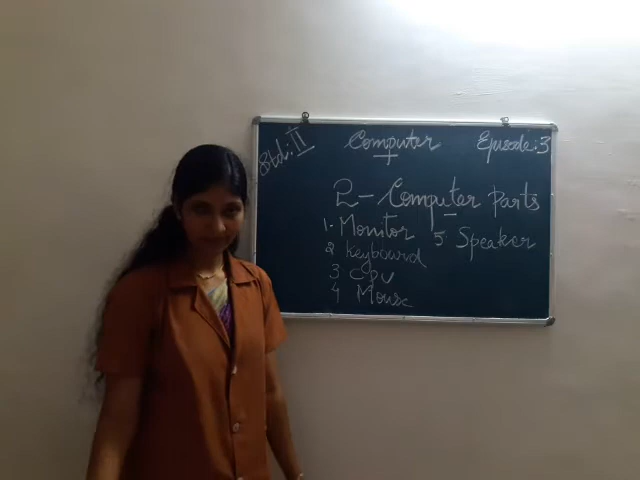 Std: II Computer Episode: 3
2 - Computer Parts
1. Monitor
2 Keyboard
3 CPU
4 Mouse
5. Speaker